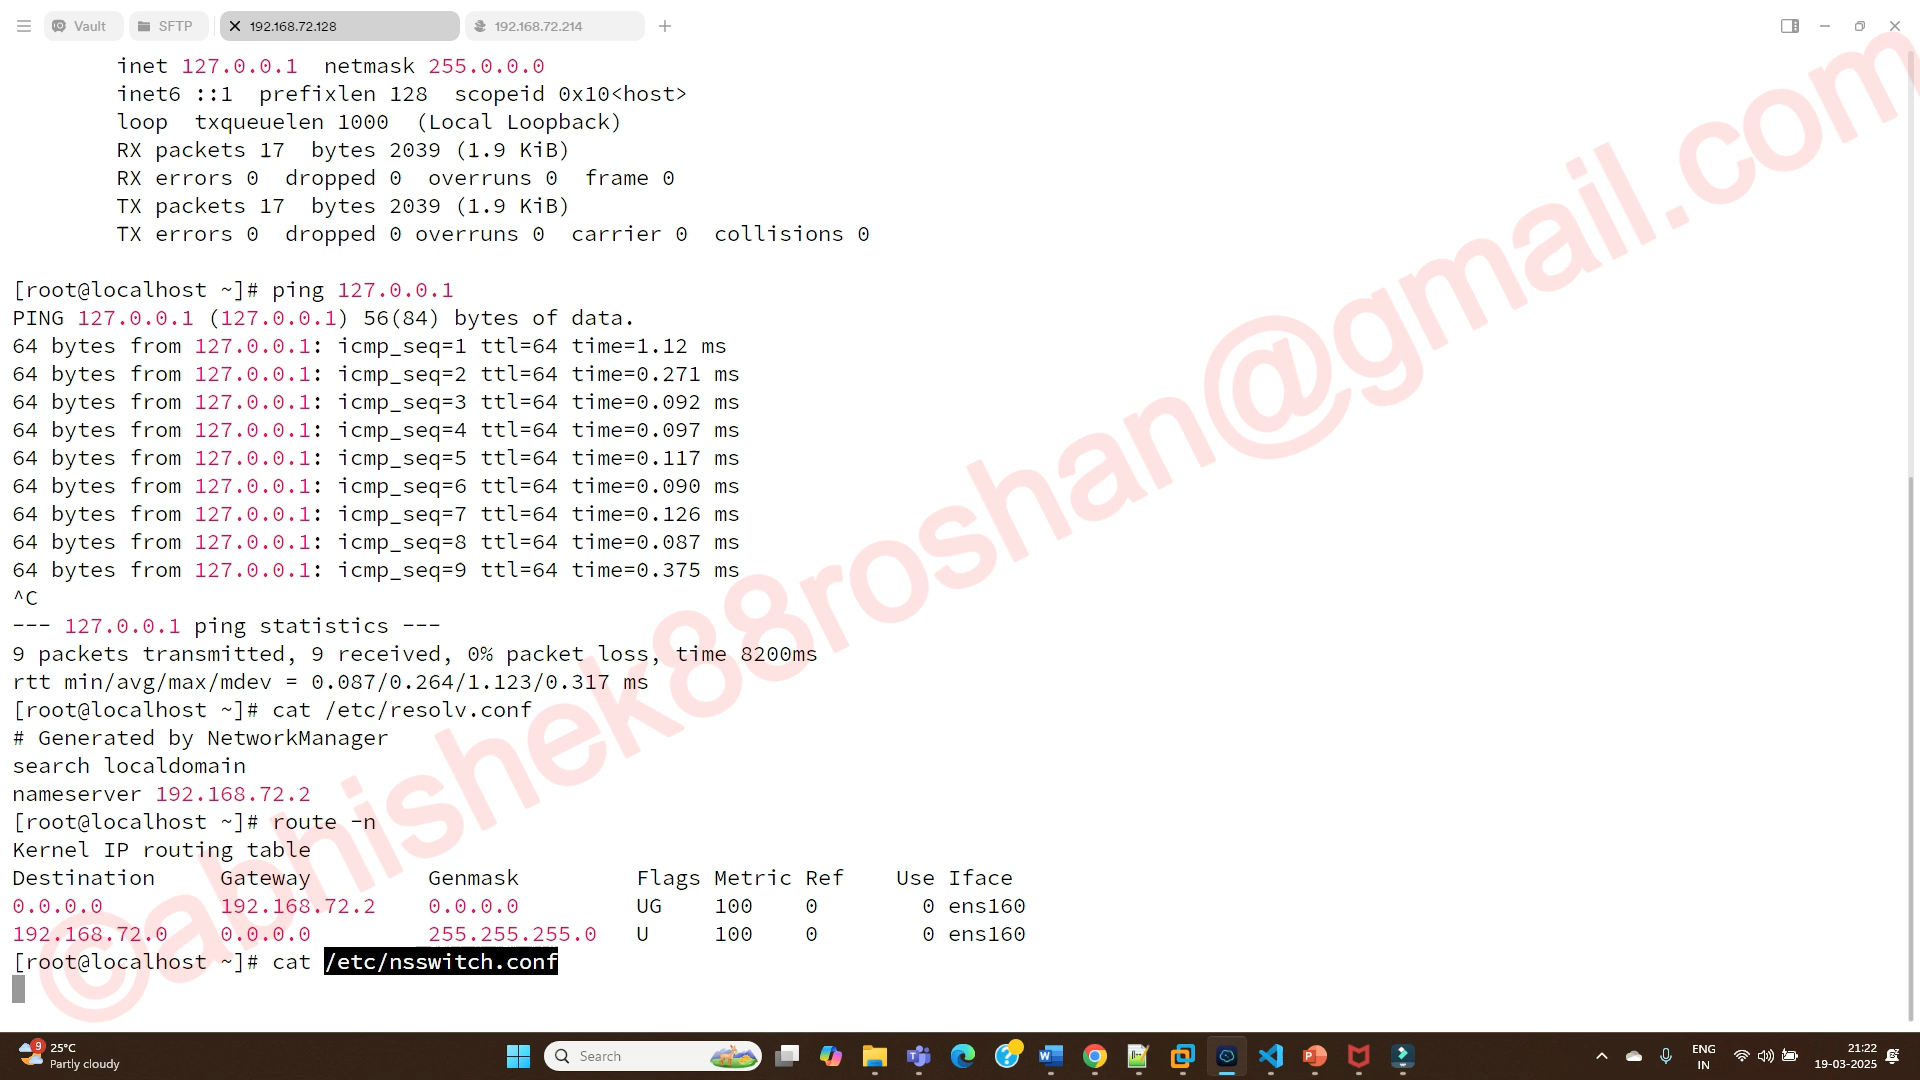 Vault
SFTP
192.168.72.128
192.168.72.214
inet 127.0.0.1  netmask 255.0.0.0
inet6 ::1  prefixlen 128  scopeid 0x10<host>
loop  txqueuelen 1000  (Local Loopback)
RX packets 17  bytes 2039 (1.9 KiB)
RX errors 0  dropped 0  overruns 0  frame 0
TX packets 17  bytes 2039 (1.9 KiB)
TX errors 0  dropped 0 overruns 0  carrier 0  collisions 0
[root@localhost ~]# ping 127.0.0.1
PING 127.0.0.1 (127.0.0.1) 56(84) bytes of data.
64 bytes from 127.0.0.1: icmp_seq=1 ttl=64 time=1.12 ms
64 bytes from 127.0.0.1: icmp_seq=2 ttl=64 time=0.271 ms
64 bytes from 127.0.0.1: icmp_seq=3 ttl=64 time=0.092 ms
64 bytes from 127.0.0.1: icmp_seq=4 ttl=64 time=0.097 ms
64 bytes from 127.0.0.1: icmp_seq=5 ttl=64 time=0.117 ms
64 bytes from 127.0.0.1: icmp_seq=6 ttl=64 time=0.090 ms
64 bytes from 127.0.0.1: icmp_seq=7 ttl=64 time=0.126 ms
64 bytes from 127.0.0.1: icmp_seq=8 ttl=64 time=0.087 ms
64 bytes from 127.0.0.1: icmp_seq=9 ttl=64 time=0.375 ms
^C
--- 127.0.0.1 ping statistics ---
9 packets transmitted, 9 received, 0% packet loss, time 8200ms
rtt min/avg/max/mdev = 0.087/0.264/1.123/0.317 ms
[root@localhost ~]# cat /etc/resolv.conf
# Generated by NetworkManager
search localdomain
nameserver 192.168.72.2
[root@localhost ~]# route -n
Kernel IP routing table
Destination     Gateway         Genmask         Flags Metric Ref    Use Iface
0.0.0.0         192.168.72.2    0.0.0.0         UG    100    0        0 ens160
192.168.72.0    0.0.0.0         255.255.255.0   U     100    0        0 ens160
[root@localhost ~]# cat /etc/nsswitch.conf
©abhishek88roshan@gmail.com
9
25°C
Partly cloudy
Search
ENG
IN
21:22
19-03-2025